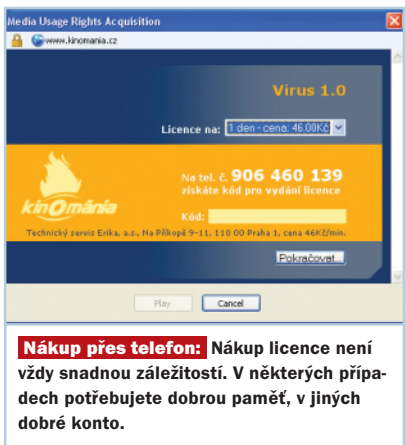 Media Usage Rights Acquisition
www.kinomania.cz
Virus 1.0
Licence na: 1 den - cena: 46.00Kč
Na tel. č. 906 460 139
získáte kód pro vydání licence
kinOmánia
Kód:
Technický servis Erika, a.s., Na Příkopě 9-11, 110 00 Praha 1, cena 46Kč/min.
Pokračovat...
Play Cancel
Nákup přes telefon: Nákup licence není
vždy snadnou záležitostí. V některých přípa-
dech potřebujete dobrou paměť, v jiných
dobré konto.